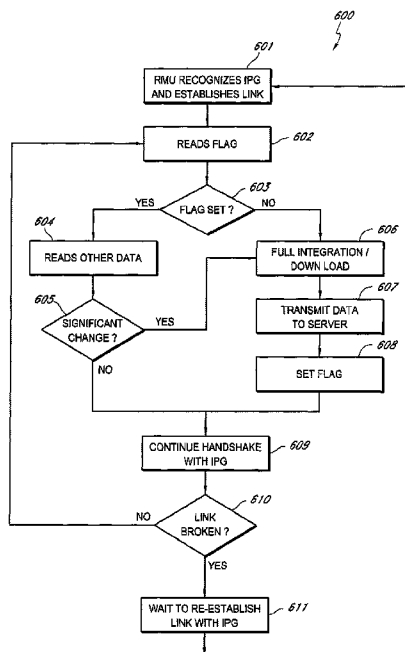 600
601
RMU RECOGNIZES IPG
AND ESTABLISHES LINK
602
READS FLAG
603
YES
FLAG SET ?
NO
604
READS OTHER DATA
606
FULL INTEGRATION /
DOWN LOAD
605
SIGNIFICANT
CHANGE ?
YES
NO
607
TRANSMIT DATA
TO SERVER
608
SET FLAG
609
CONTINUE HANDSHAKE
WITH IPG
610
NO
LINK
BROKEN ?
YES
WAIT TO RE-ESTABLISH
LINK WITH IPG
611